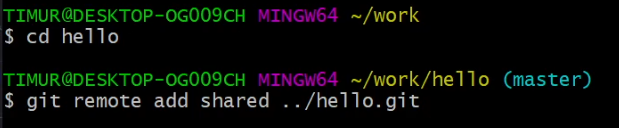 TIMUR@DESKTOP-OG009CH MINGW64 ~/work
$ cd hello
TIMUR@DESKTOP-OG009CH MINGW64 ~/work/hello (master)
$ git remote add shared ../hello.git